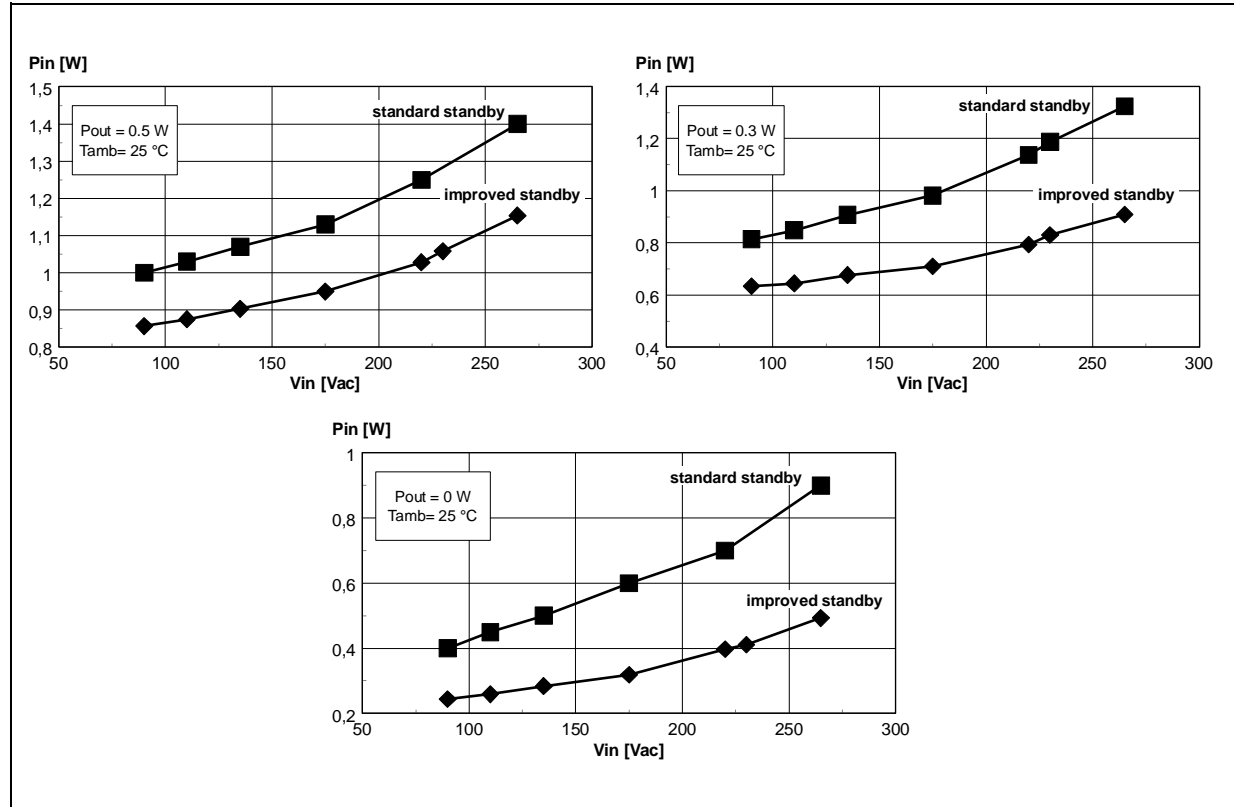 Pin [W]
1,5
1,4
1,3
1,2
1,1
1
0,9
0,8
Pout = 0.5 W
Tamb= 25 °C
standard standby
improved standby
50 100 150 200 250 300
Vin [Vac]
Pin [W]
1,4
1,2
1
0,8
0,6
0,4
Pout = 0.3 W
Tamb= 25 °C
standard standby
improved standby
50 100 150 200 250 300
Vin [Vac]
Pin [W]
1
0,8
0,6
0,4
0,2
Pout = 0 W
Tamb= 25 °C
standard standby
improved standby
50 100 150 200 250 300
Vin [Vac]